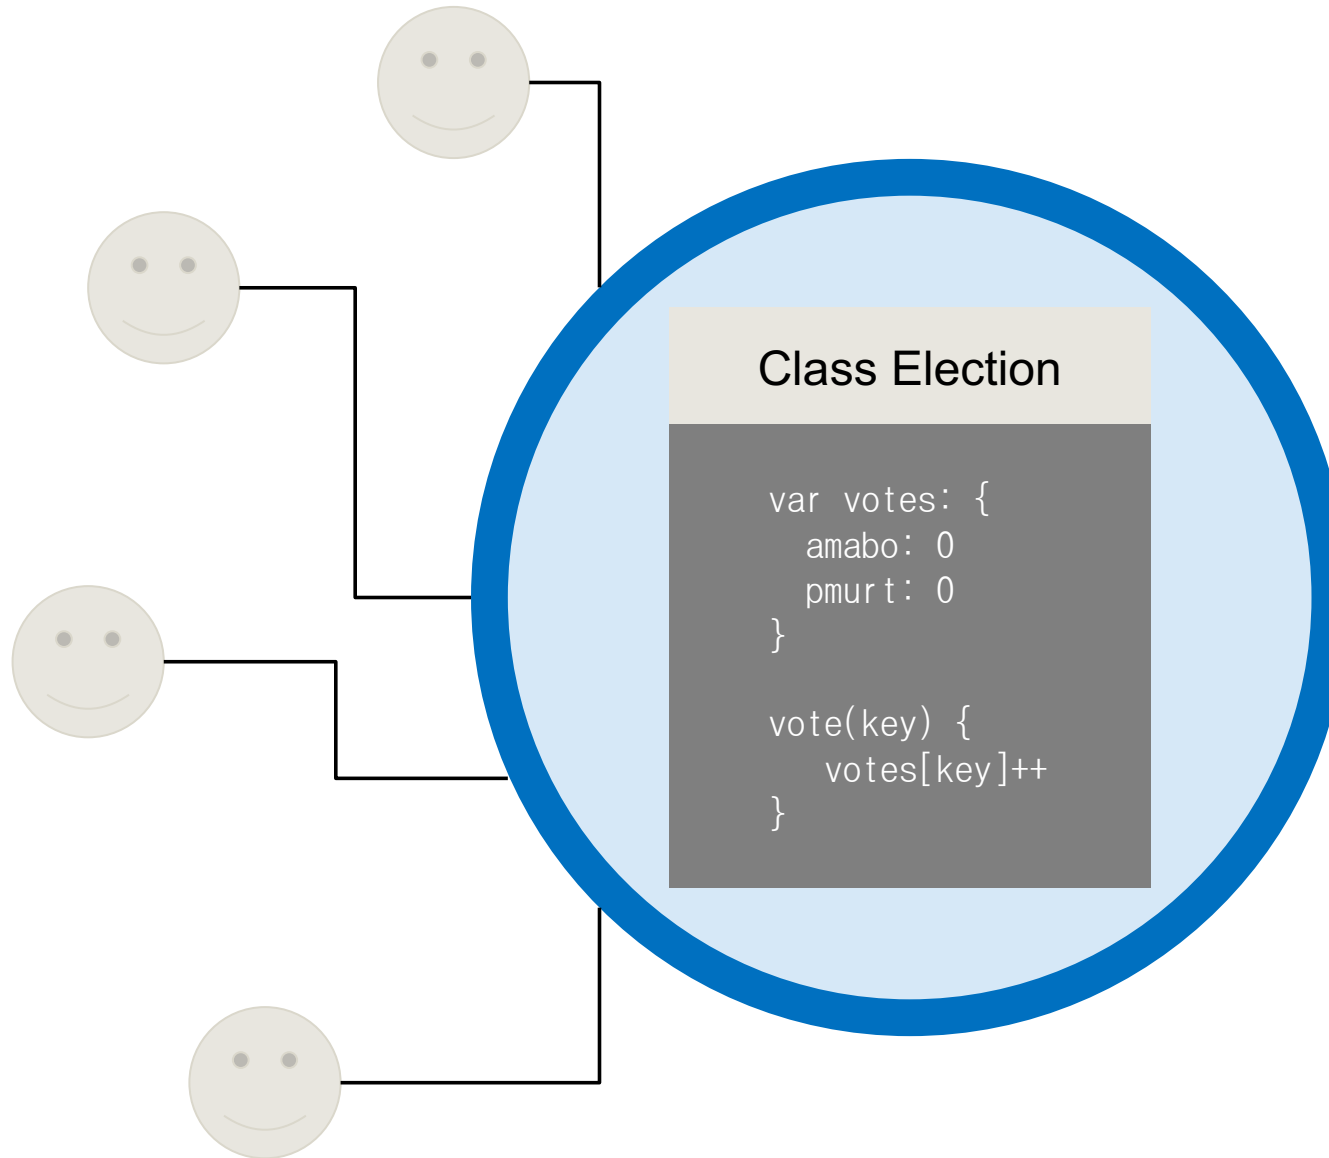 Class Election
var votes: {
  amabo: 0
  pmurt: 0
}
vote(key) {
   votes[key]++
}